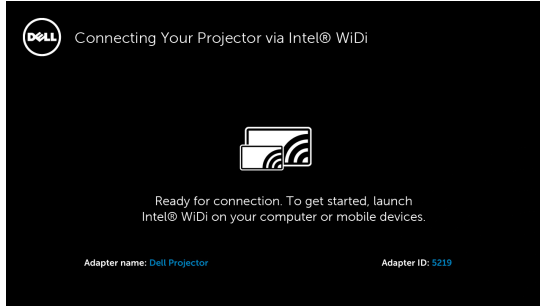 DELL
Connecting Your Projector via Intel® WiDi
Ready for connection. To get started, launch
Intel® WiDi on your computer or mobile devices.
Adapter name: Dell Projector Adapter ID: 5219